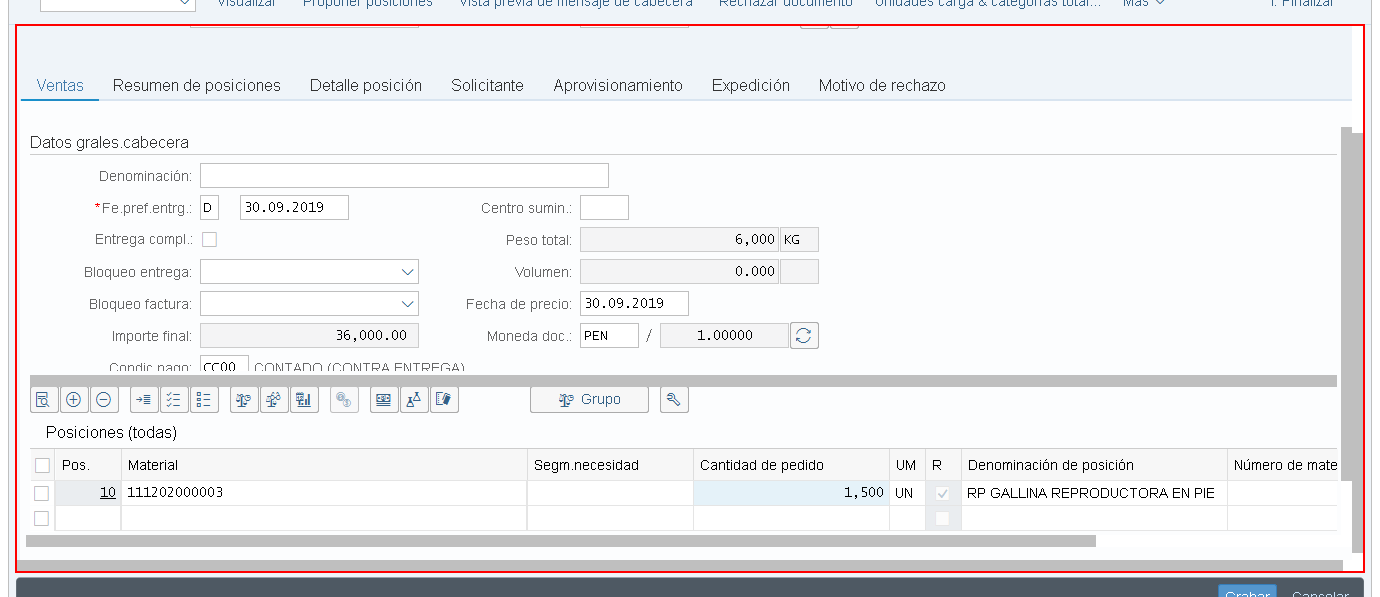 Visualizar Proponer posiciones Vista previa de mensaje de cabecera Rechazar documento Unidades carga & categorías total... Más Finalizar
Ventas Resumen de posiciones Detalle posición Solicitante Aprovisionamiento Expedición Motivo de rechazo
Datos grales.cabecera
Denominación:
*Fe.pref.entrg.: D 30.09.2019 Centro sumin.:
Entrega compl.: Peso total: 6,000 KG
Bloqueo entrega: Volumen: 0.000
Bloqueo factura: Fecha de precio: 30.09.2019
Importe final: 36,000.00 Moneda doc.: PEN / 1.00000
Condic.pago: CC00 CONTADO (CONTRA ENTREGA)
Grupo
Posiciones (todas)
Pos. Material Segm.necesidad Cantidad de pedido UM R Denominación de posición Número de mate
10 111202000003 1,500 UN RP GALLINA REPRODUCTORA EN PIE
Grabar Cancelar